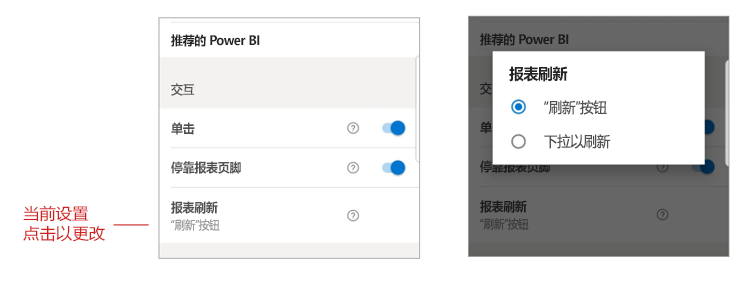 推荐的 Power BI
交互
单击
停靠报表页脚
报表刷新
“刷新”按钮
当前设置
点击以更改
推荐的 Power BI
报表刷新
“刷新”按钮
下拉以刷新
交
单
停靠报表页脚
报表刷新
“刷新”按钮